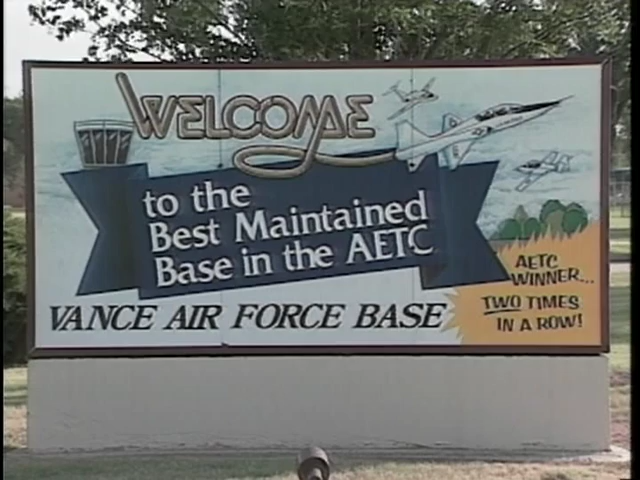 WELCOME
to the
Best Maintained
Base in the AETC
VANCE AIR FORCE BASE
AETC
WINNER...
TWO TIMES
IN A ROW!